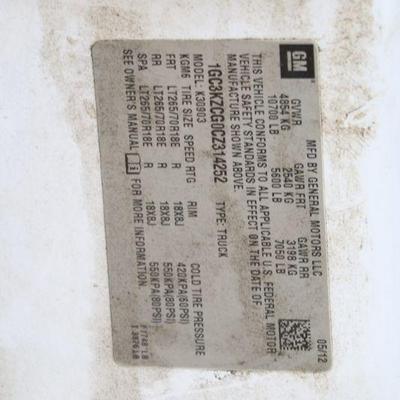 GM
MFD BY GENERAL MOTORS LLC 05/12
GVWR GAWR FRT GAWR RR
4854 KG 2540 KG 3198 KG
10700 LB 5600 LB 7050 LB
THIS VEHICLE CONFORMS TO ALL APPLICABLE U.S. FEDERAL MOTOR
VEHICLE SAFETY STANDARDS IN EFFECT ON THE DATE OF
MANUFACTURE SHOWN ABOVE.
1GC3KZCG0CZ314252 TYPE: TRUCK
MODEL: K30903
KGM6 TIRE SIZE SPEED RTG RIM COLD TIRE PRESSURE
FRT LT265/70R18E R 18X8J 420KPA(60PSI)
RR LT265/70R18E R 18X8J 550KPA(80PSI)
SPA LT265/70R18E R 18X8J 550KPA(80PSI)
SEE OWNER'S MANUAL FOR MORE INFORMATION.